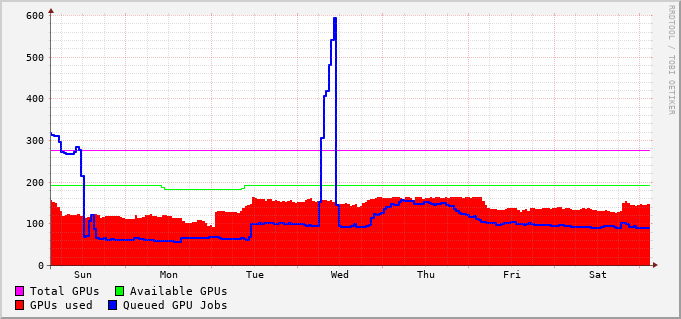 600
500
400
300
200
100
0
Sun Mon Tue Wed Thu Fri Sat
Total GPUs Available GPUs
GPUs used Queued GPU Jobs
RRDTOOL / TOBI OETIKER